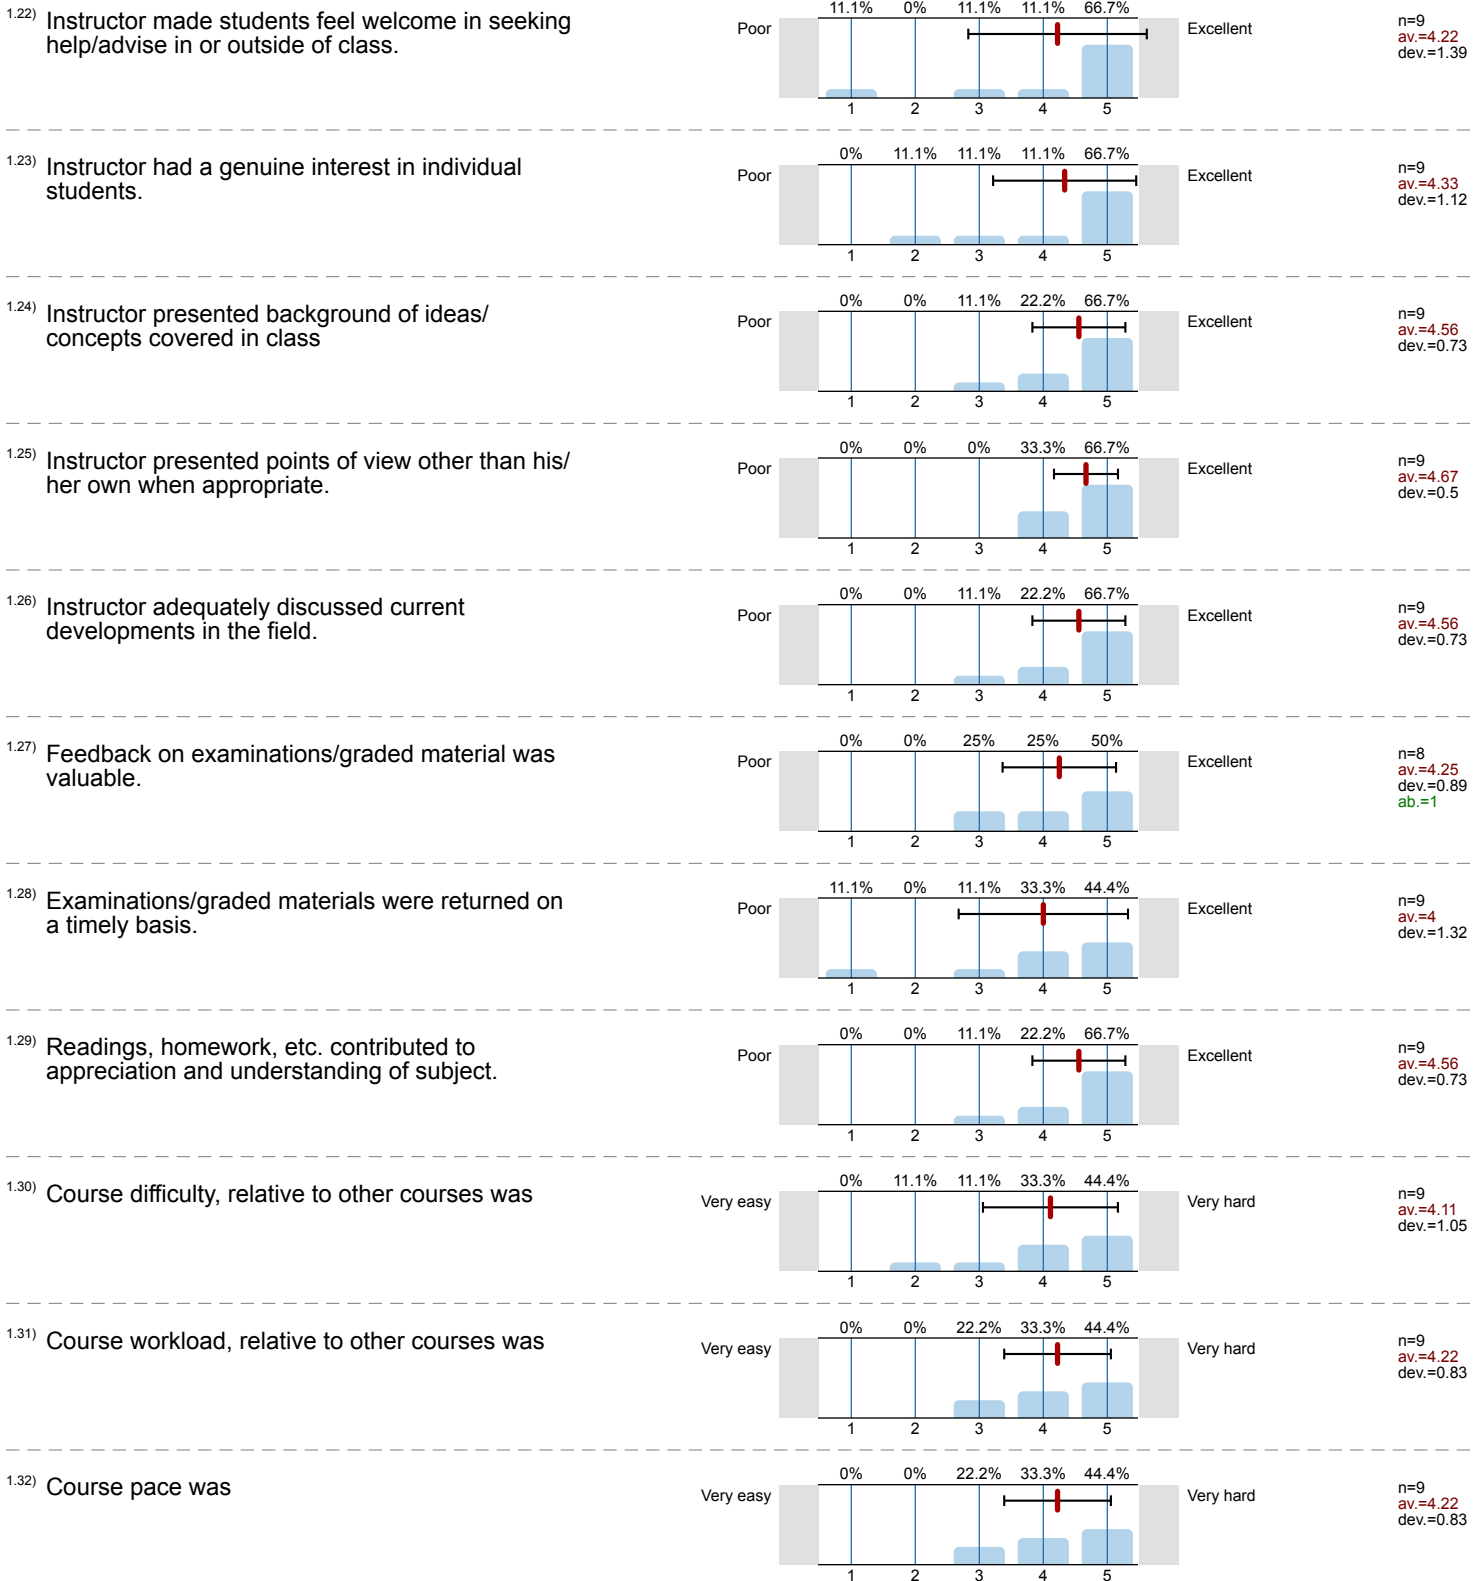 1.22) Instructor made students feel welcome in seeking
help/advise in or outside of class.
11.1% 0% 11.1% 11.1% 66.7%
Poor Excellent
1 2 3 4 5
n=9
av.=4.22
dev.=1.39
1.23) Instructor had a genuine interest in individual
students.
0% 11.1% 11.1% 11.1% 66.7%
Poor Excellent
1 2 3 4 5
n=9
av.=4.33
dev.=1.12
1.24) Instructor presented background of ideas/
concepts covered in class
0% 0% 11.1% 22.2% 66.7%
Poor Excellent
1 2 3 4 5
n=9
av.=4.56
dev.=0.73
1.25) Instructor presented points of view other than his/
her own when appropriate.
0% 0% 0% 33.3% 66.7%
Poor Excellent
1 2 3 4 5
n=9
av.=4.67
dev.=0.5
1.26) Instructor adequately discussed current
developments in the field.
0% 0% 11.1% 22.2% 66.7%
Poor Excellent
1 2 3 4 5
n=9
av.=4.56
dev.=0.73
1.27) Feedback on examinations/graded material was
valuable.
0% 0% 25% 25% 50%
Poor Excellent
1 2 3 4 5
n=8
av.=4.25
dev.=0.89
ab.=1
1.28) Examinations/graded materials were returned on
a timely basis.
11.1% 0% 11.1% 33.3% 44.4%
Poor Excellent
1 2 3 4 5
n=9
av.=4
dev.=1.32
1.29) Readings, homework, etc. contributed to
appreciation and understanding of subject.
0% 0% 11.1% 22.2% 66.7%
Poor Excellent
1 2 3 4 5
n=9
av.=4.56
dev.=0.73
1.30) Course difficulty, relative to other courses was
0% 11.1% 11.1% 33.3% 44.4%
Very easy Very hard
1 2 3 4 5
n=9
av.=4.11
dev.=1.05
1.31) Course workload, relative to other courses was
0% 0% 22.2% 33.3% 44.4%
Very easy Very hard
1 2 3 4 5
n=9
av.=4.22
dev.=0.83
1.32) Course pace was
0% 0% 22.2% 33.3% 44.4%
Very easy Very hard
1 2 3 4 5
n=9
av.=4.22
dev.=0.83